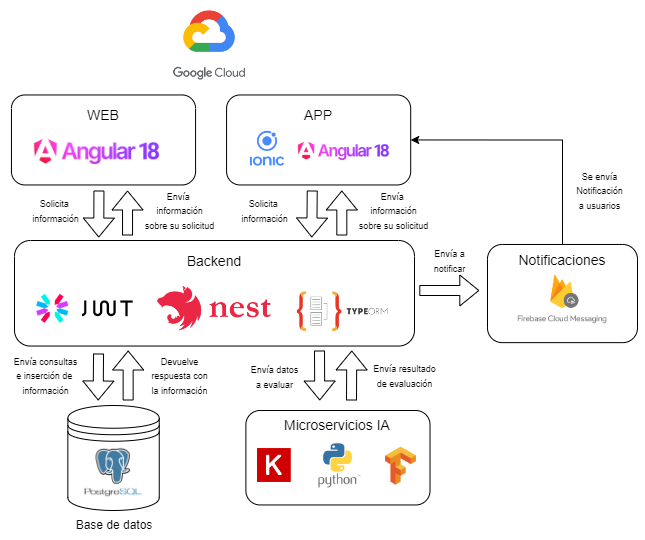 Google Cloud
WEB
Angular 18
APP
IONIC
Angular 18
Solicita
información
Envía
información
sobre su solicitud
Solicita
información
Envía
información
sobre su solicitud
Se envía
Notificación
a usuarios
Backend
JWT
nest
TYPEORM
Envía a
notificar
Notificaciones
Firebase Cloud Messaging
Envía consultas
e inserción de
información
Devuelve
respuesta con
la información
Envía datos
a evaluar
Envía resultado
de evaluación
PostgreSQL
Base de datos
Microservicios IA
K
python